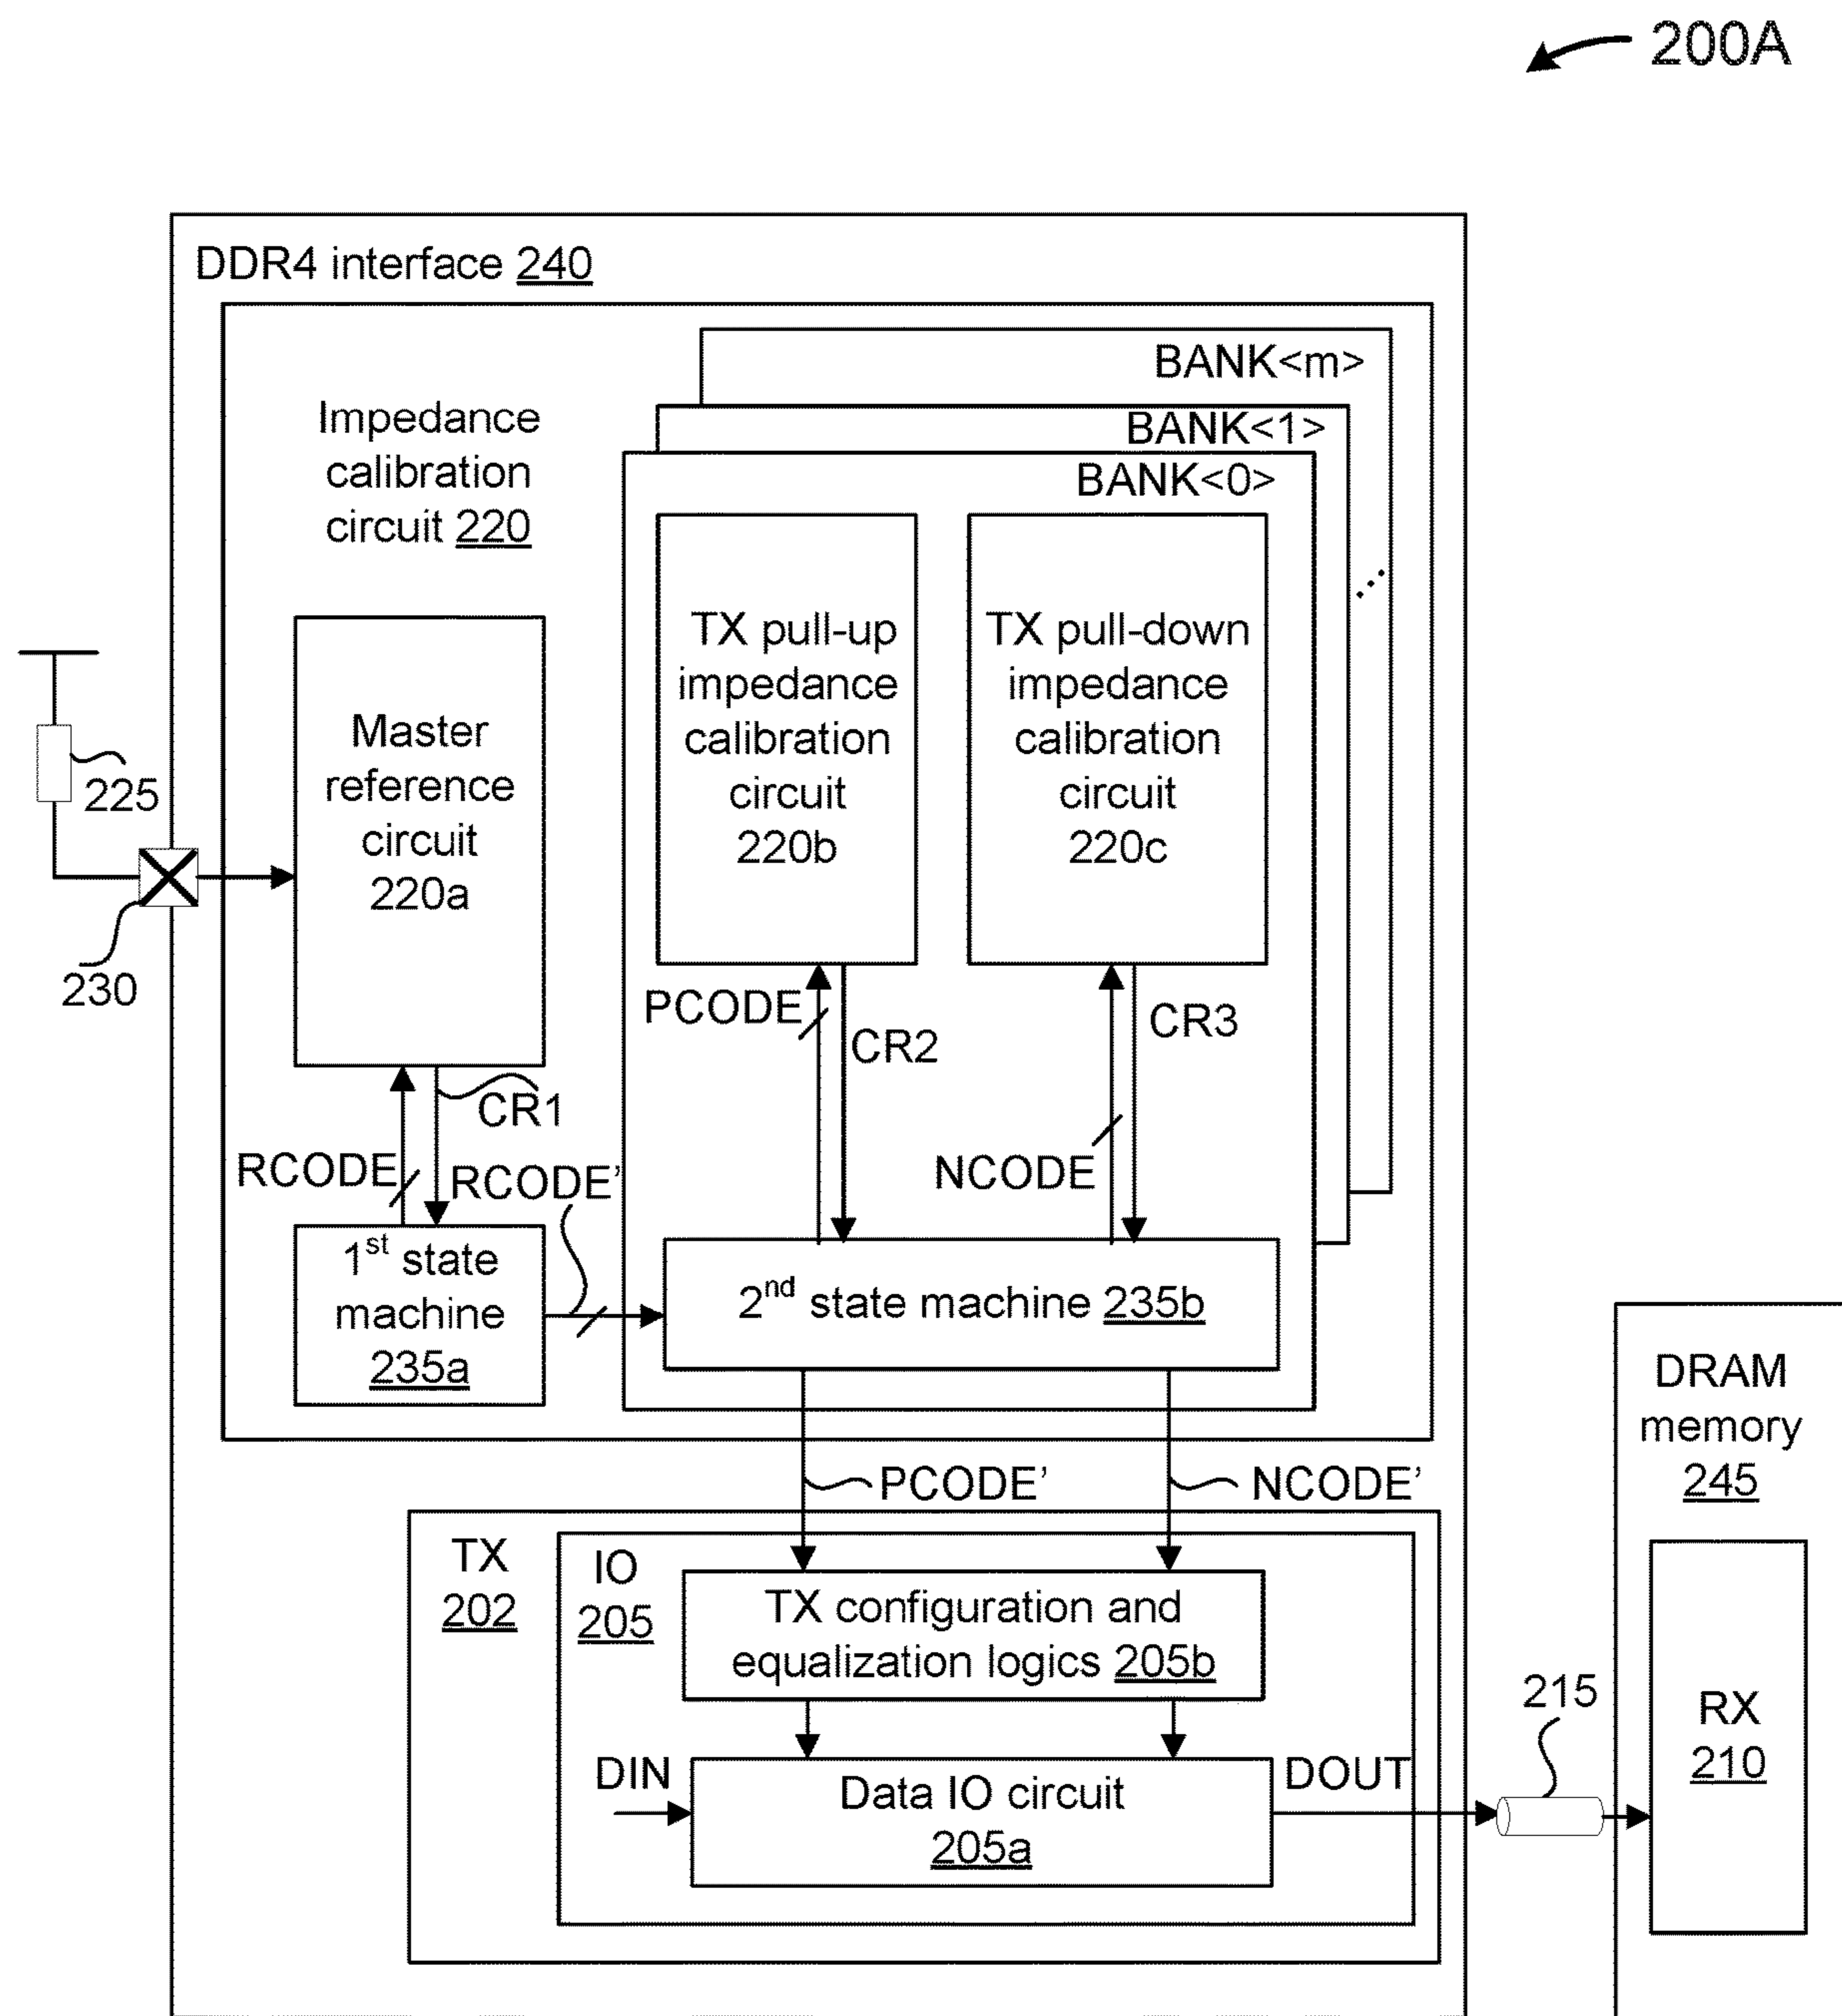 200A
DDR4 interface 240
BANK<m>
BANK<1>
BANK<0>
Impedance
calibration
circuit 220
Master
reference
circuit
220a
TX pull-up
impedance
calibration
circuit
220b
TX pull-down
impedance
calibration
circuit
220c
225
230
PCODE
CR2
CR3
NCODE
CR1
RCODE
RCODE’
1st state
machine
235a
2nd state machine 235b
PCODE’
NCODE’
TX
202
IO
205
TX configuration and
equalization logics 205b
DIN
Data IO circuit
205a
DOUT
215
DRAM
memory
245
RX
210